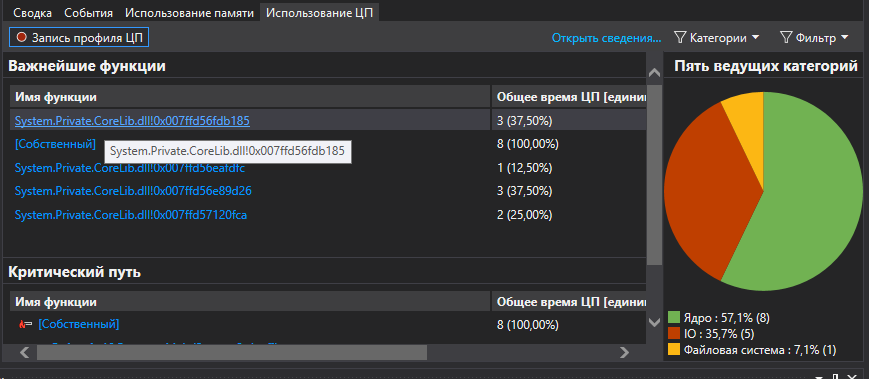 Сводка События Использование памяти Использование ЦП
Запись профиля ЦП Открыть сведения... Категории Фильтр
Важнейшие функции
Имя функции Общее время ЦП [едини
System.Private.CoreLib.dll!0x007ffd56fdb185 3 (37,50%)
[Собственный] 8 (100,00%)
System.Private.CoreLib.dll!0x007ffd56fdb185
System.Private.CoreLib.dll!0x007ffd56eafdfc 1 (12,50%)
System.Private.CoreLib.dll!0x007ffd56e89d26 3 (37,50%)
System.Private.CoreLib.dll!0x007ffd57120fca 2 (25,00%)
Критический путь
Имя функции Общее время ЦП [едини
[Собственный] 8 (100,00%)
Пять ведущих категорий
Ядро : 57,1% (8)
IO : 35,7% (5)
Файловая система : 7,1% (1)